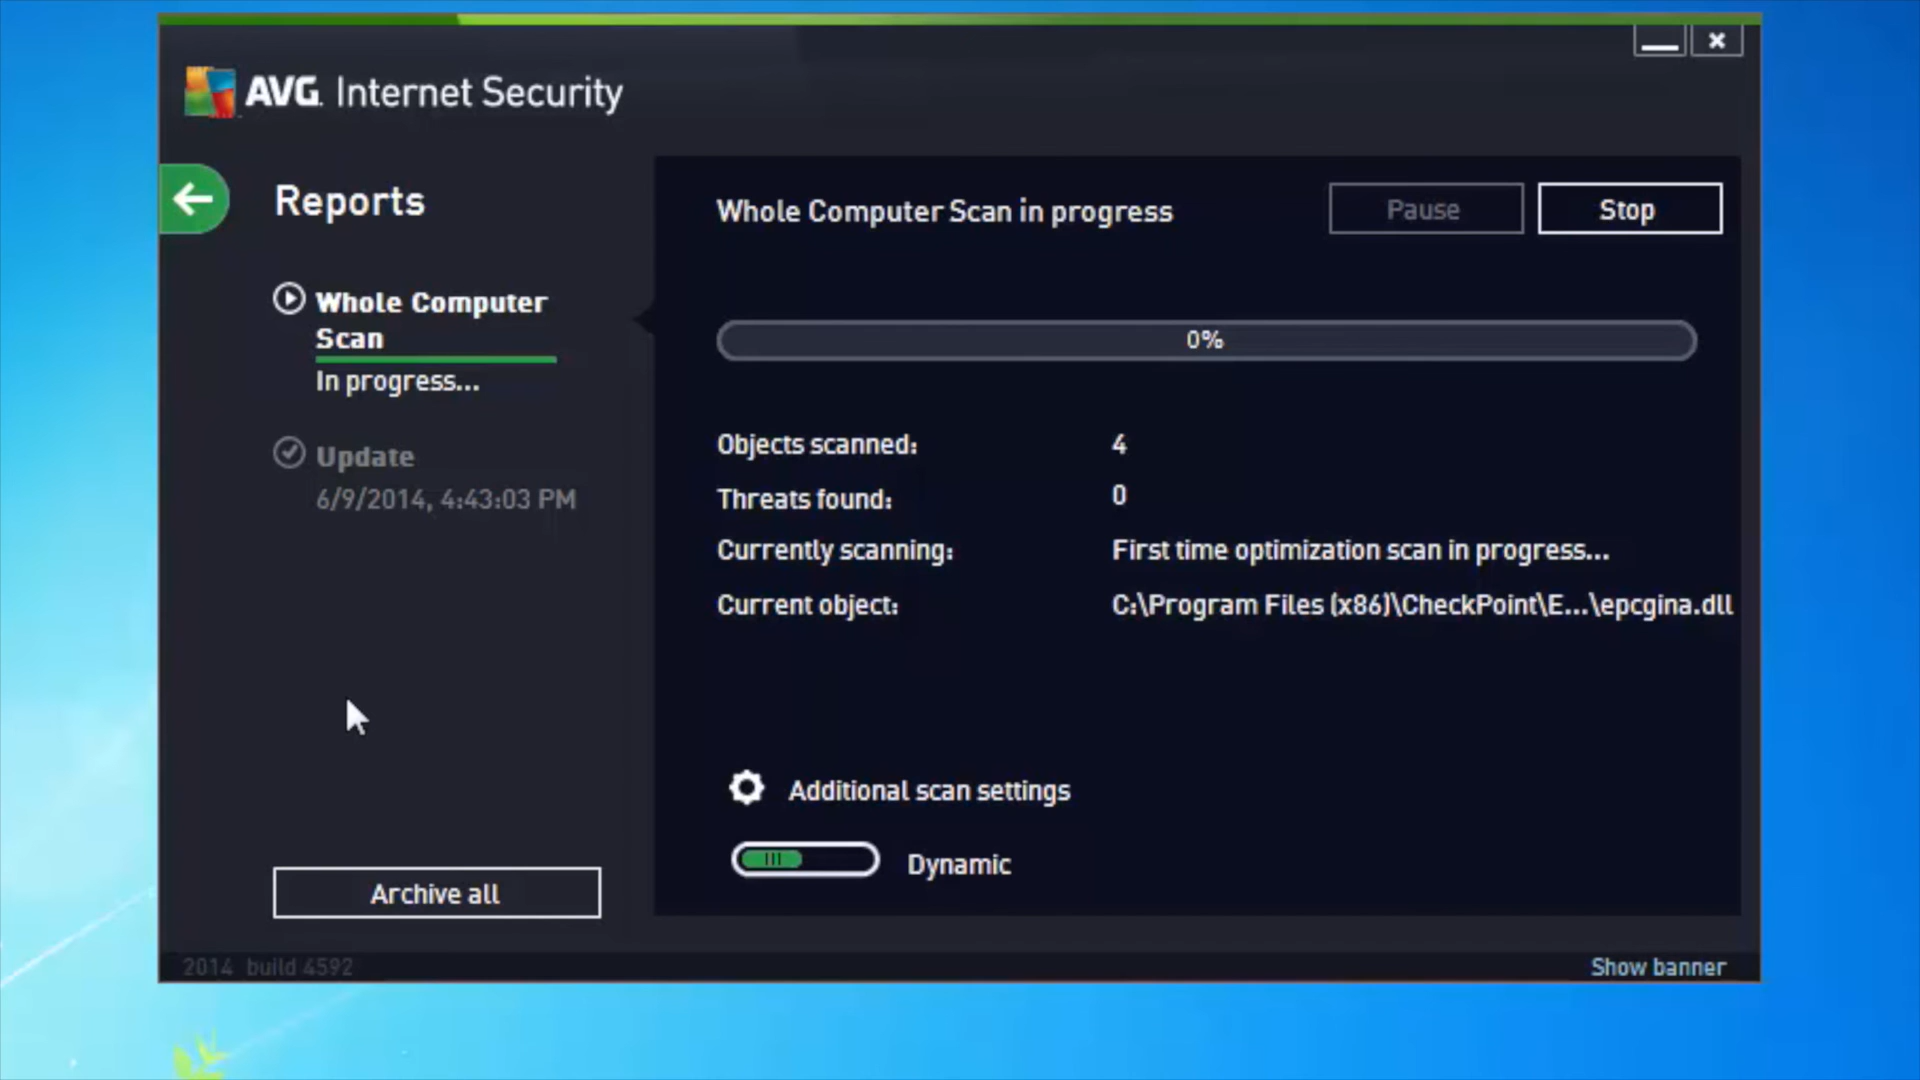 AVG. Internet Security
Reports
Whole Computer
Scan
In progress...
Update
6/9/2014, 4:43:03 PM
Archive all
Whole Computer Scan in progress
Pause
Stop
0%
Objects scanned: 4
Threats found: 0
Currently scanning: First time optimization scan in progress...
Current object: C:\Program Files (x86)\CheckPoint\E...\epcgina.dll
Additional scan settings
Dynamic
2014 build 4592
Show banner